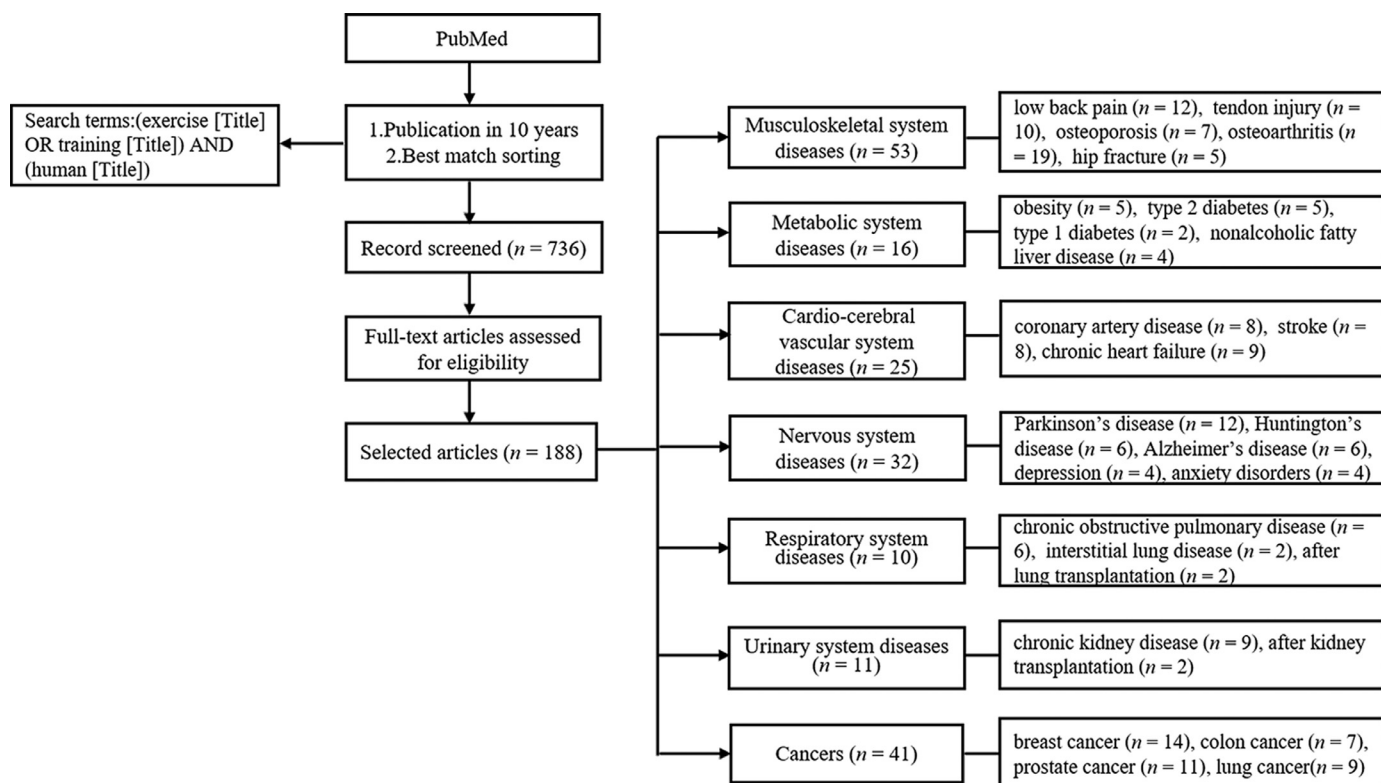 PubMed
Search terms:(exercise [Title]
OR training [Title]) AND
(human [Title])
1.Publication in 10 years
2.Best match sorting
Record screened (n = 736)
Full-text articles assessed
for eligibility
Selected articles (n = 188)
Musculoskeletal system
diseases (n = 53)
low back pain (n = 12), tendon injury (n =
10), osteoporosis (n = 7), osteoarthritis (n
= 19), hip fracture (n = 5)
Metabolic system
diseases (n = 16)
obesity (n = 5), type 2 diabetes (n = 5),
type 1 diabetes (n = 2), nonalcoholic fatty
liver disease (n = 4)
Cardio-cerebral
vascular system
diseases (n = 25)
coronary artery disease (n = 8), stroke (n =
8), chronic heart failure (n = 9)
Nervous system
diseases (n = 32)
Parkinson's disease (n = 12), Huntington's
disease (n = 6), Alzheimer's disease (n = 6),
depression (n = 4), anxiety disorders (n = 4)
Respiratory system
diseases (n = 10)
chronic obstructive pulmonary disease (n =
6), interstitial lung disease (n = 2), after
lung transplantation (n = 2)
Urinary system diseases
(n = 11)
chronic kidney disease (n = 9), after kidney
transplantation (n = 2)
Cancers (n = 41)
breast cancer (n = 14), colon cancer (n = 7),
prostate cancer (n = 11), lung cancer(n = 9)